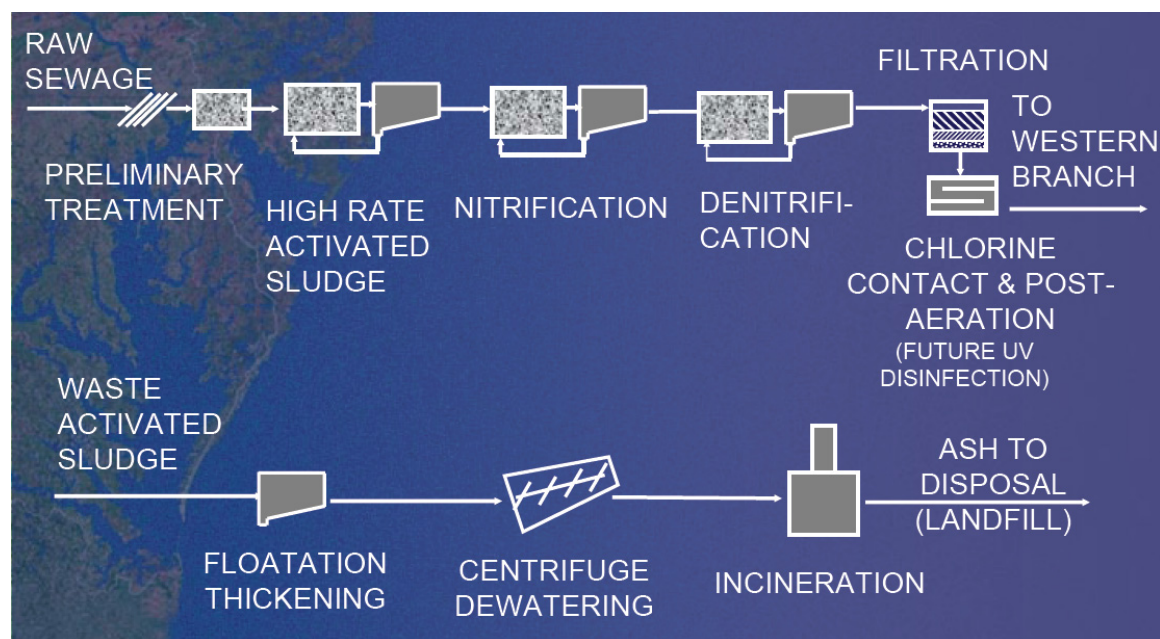 RAW
SEWAGE
PRELIMINARY
TREATMENT
HIGH RATE
ACTIVATED
SLUDGE
NITRIFICATION
DENITRIFI-
CATION
FILTRATION
TO
WESTERN
BRANCH
CHLORINE
CONTACT & POST-
AERATION
(FUTURE UV
DISINFECTION)
WASTE
ACTIVATED
SLUDGE
FLOATATION
THICKENING
CENTRIFUGE
DEWATERING
INCINERATION
ASH TO
DISPOSAL
(LANDFILL)